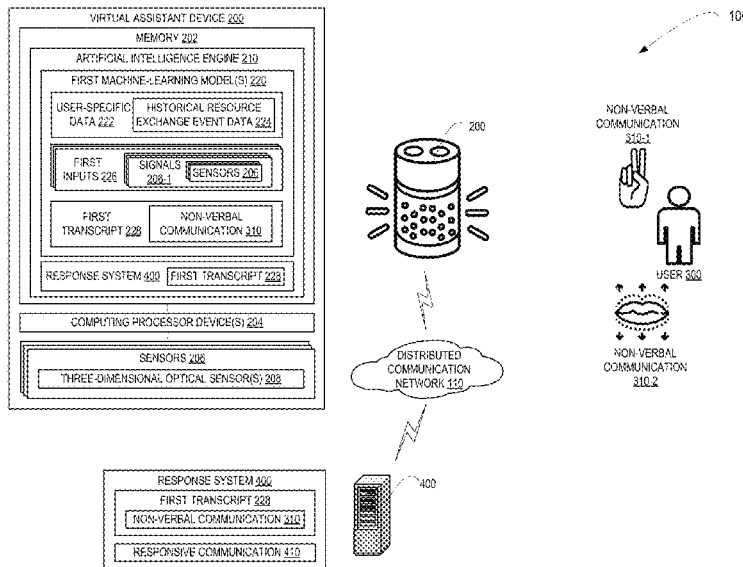 VIRTUAL ASSISTANT DEVICE 200
MEMORY 202
ARTIFICIAL INTELLIGENCE ENGINE 210
FIRST MACHINE-LEARNING MODEL(S) 220
USER-SPECIFIC
DATA 222
HISTORICAL RESOURCE
EXCHANGE EVENT DATA 224
FIRST
INPUTS 226
SIGNALS
208-1
SENSORS 206
FIRST
TRANSCRIPT 228
NON-VERBAL
COMMUNICATION 310
RESPONSE SYSTEM 400
FIRST TRANSCRIPT 228
COMPUTING PROCESSOR DEVICE(S) 204
SENSORS 206
THREE-DIMENSIONAL OPTICAL SENSOR(S) 208
200
DISTRIBUTED
COMMUNICATION
NETWORK 110
100
NON-VERBAL
COMMUNICATION
310-1
USER 300
NON-VERBAL
COMMUNICATION
310-2
RESPONSE SYSTEM 400
FIRST TRANSCRIPT 228
NON-VERBAL COMMUNICATION 310
RESPONSIVE COMMUNICATION 410
400